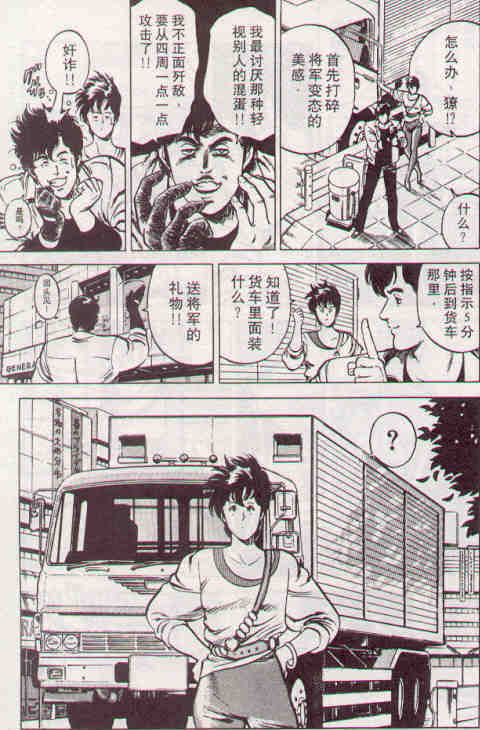 怎么办，獠!?
什么？
首先打碎
将军变态的
美感．
我最讨厌那种轻
视别人的混
蛋!!
我不正面歼敌，
要从四周一点一点
攻击了!!
奸诈!!
是吗
按指示5分
钟后到货车
那里．
知道了！
货车里面装
什么？
送将军的
礼物!!
GENERA
？